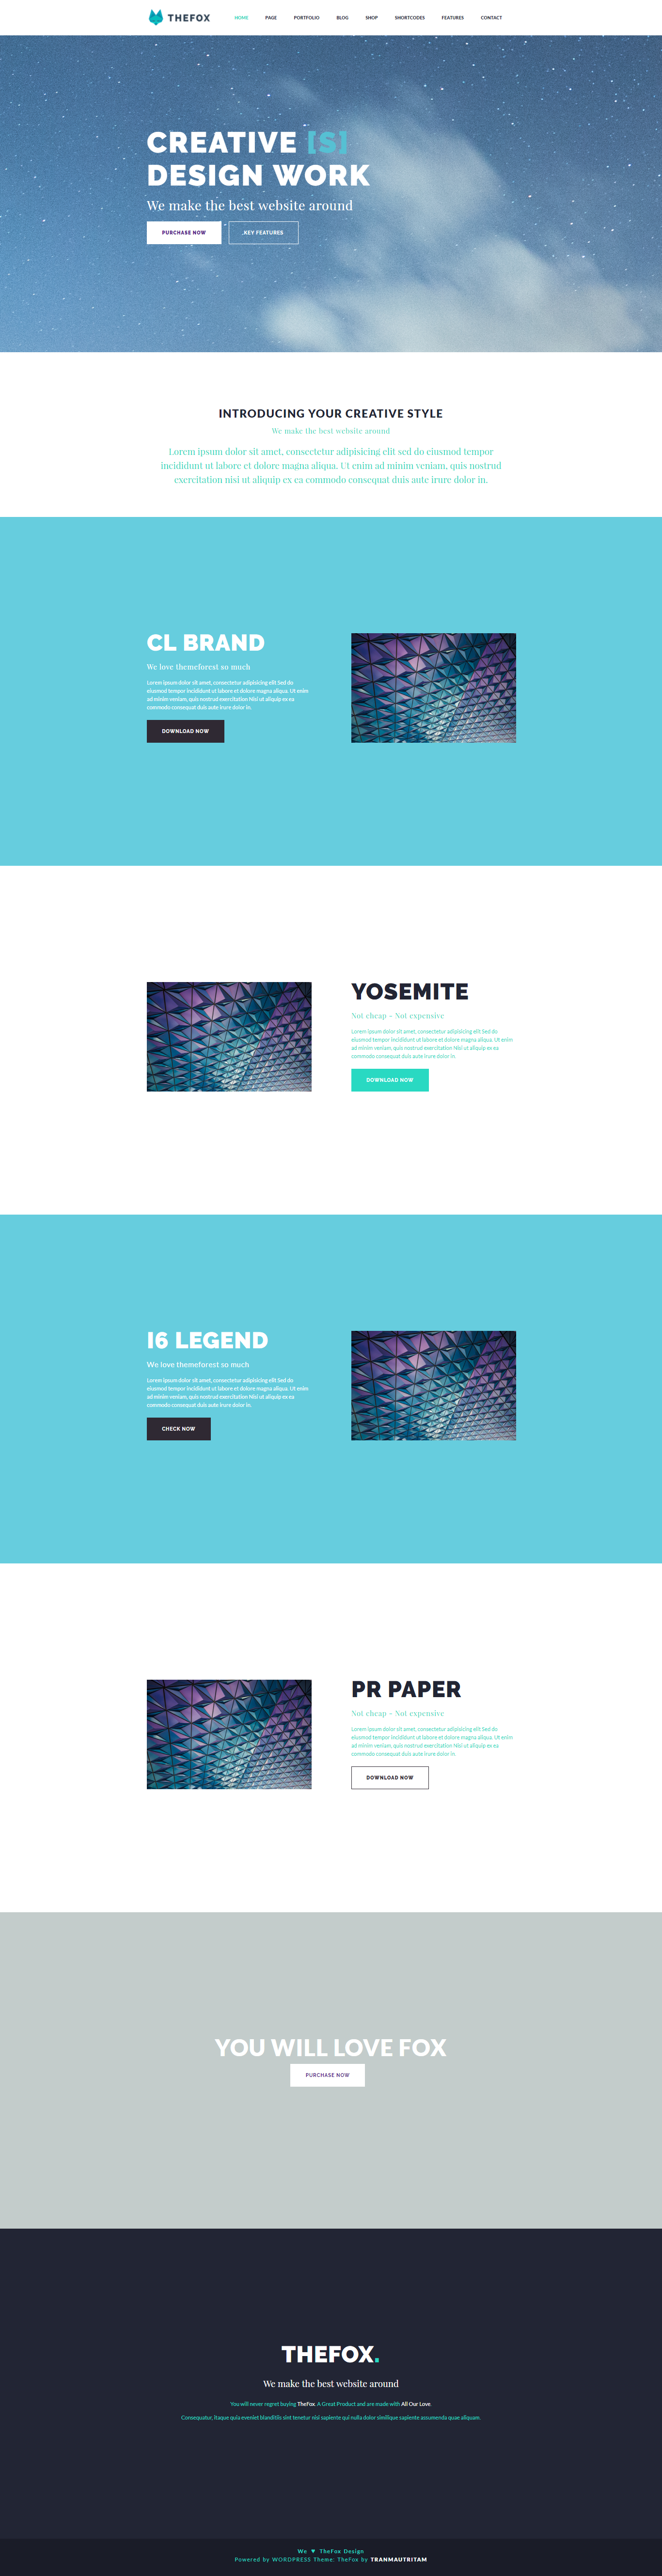 THEFOX
HOME PAGE PORTFOLIO BLOG SHOP SHORTCODES FEATURES CONTACT
CREATIVE [S]
DESIGN WORK
We make the best website around
PURCHASE NOW
.KEY FEATURES
INTRODUCING YOUR CREATIVE STYLE
We make the best website around
Lorem ipsum dolor sit amet, consectetur adipisicing elit sed do eiusmod tempor
incididunt ut labore et dolore magna aliqua. Ut enim ad minim veniam, quis nostrud
exercitation nisi ut aliquip ex ea commodo consequat duis aute irure dolor in.
CL BRAND
We love themeforest so much
Lorem ipsum dolor sit amet, consectetur adipisicing elit Sed do
eiusmod tempor incididunt ut labore et dolore magna aliqua. Ut enim
ad minim veniam, quis nostrud exercitation Nisi ut aliquip ex ea
commodo consequat duis aute irure dolor in.
DOWNLOAD NOW
YOSEMITE
Not cheap - Not expensive
Lorem ipsum dolor sit amet, consectetur adipisicing elit Sed do
eiusmod tempor incididunt ut labore et dolore magna aliqua. Ut enim
ad minim veniam, quis nostrud exercitation Nisi ut aliquip ex ea
commodo consequat duis aute irure dolor in.
DOWNLOAD NOW
I6 LEGEND
We love themeforest so much
Lorem ipsum dolor sit amet, consectetur adipisicing elit Sed do
eiusmod tempor incididunt ut labore et dolore magna aliqua. Ut enim
ad minim veniam, quis nostrud exercitation Nisi ut aliquip ex ea
commodo consequat duis aute irure dolor in.
CHECK NOW
PR PAPER
Not cheap - Not expensive
Lorem ipsum dolor sit amet, consectetur adipisicing elit Sed do
eiusmod tempor incididunt ut labore et dolore magna aliqua. Ut enim
ad minim veniam, quis nostrud exercitation Nisi ut aliquip ex ea
commodo consequat duis aute irure dolor in.
DOWNLOAD NOW
YOU WILL LOVE FOX
PURCHASE NOW
THEFOX.
We make the best website around
You will never regret buying TheFox. A Great Product and are made with All Our Love.
Consequatur, itaque quia eveniet blanditiis sint tenetur nisi sapiente qui nulla dolor similique sapiente assumenda quae aliquam.
We ♥ TheFox Design
Powered by WORDPRESS Theme: TheFox by TRANMAUTRITAM